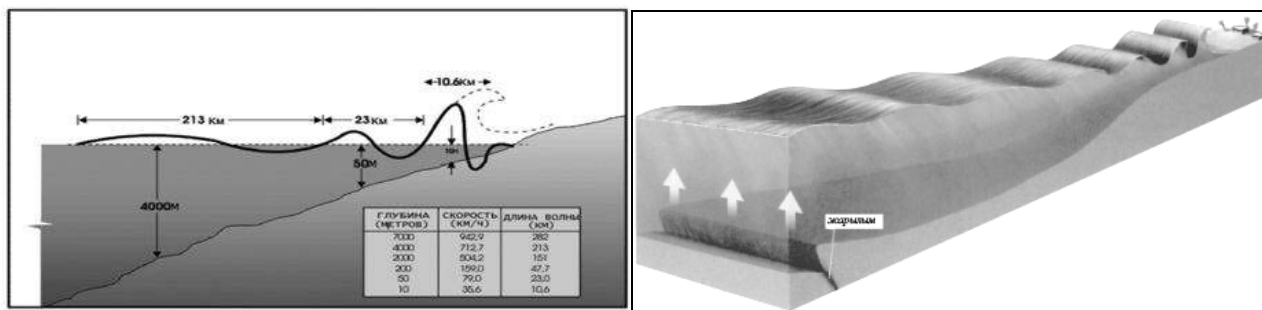 10.6КМ
213 КМ
23 КМ
50М
10М
4000М
ГЛУБИНА СКОРОСТЬ ДЛИНА ВОЛНЫ
(МЕТРОВ) (КМ/Ч) (КМ)
7000 942,9 282
4000 712,7 213
2000 504,2 151
200 159,0 47,7
50 79,0 23,0
10 35,6 10,6
жарылым